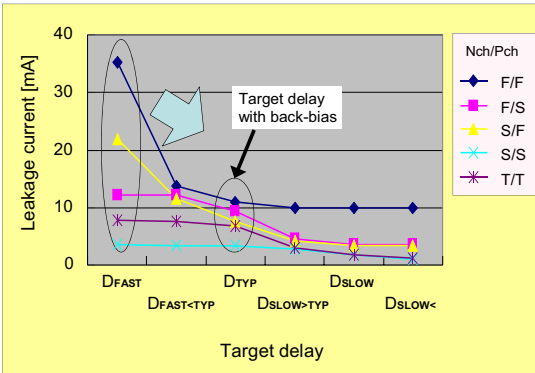 Leakage current [mA]
40
30
20
10
0
Target delay
with back-bias
DFAST
DTYP
DSLOW
DFAST<TYP
DSLOW>TYP
DSLOW<
Target delay
Nch/Pch
F/F
F/S
S/F
S/S
T/T